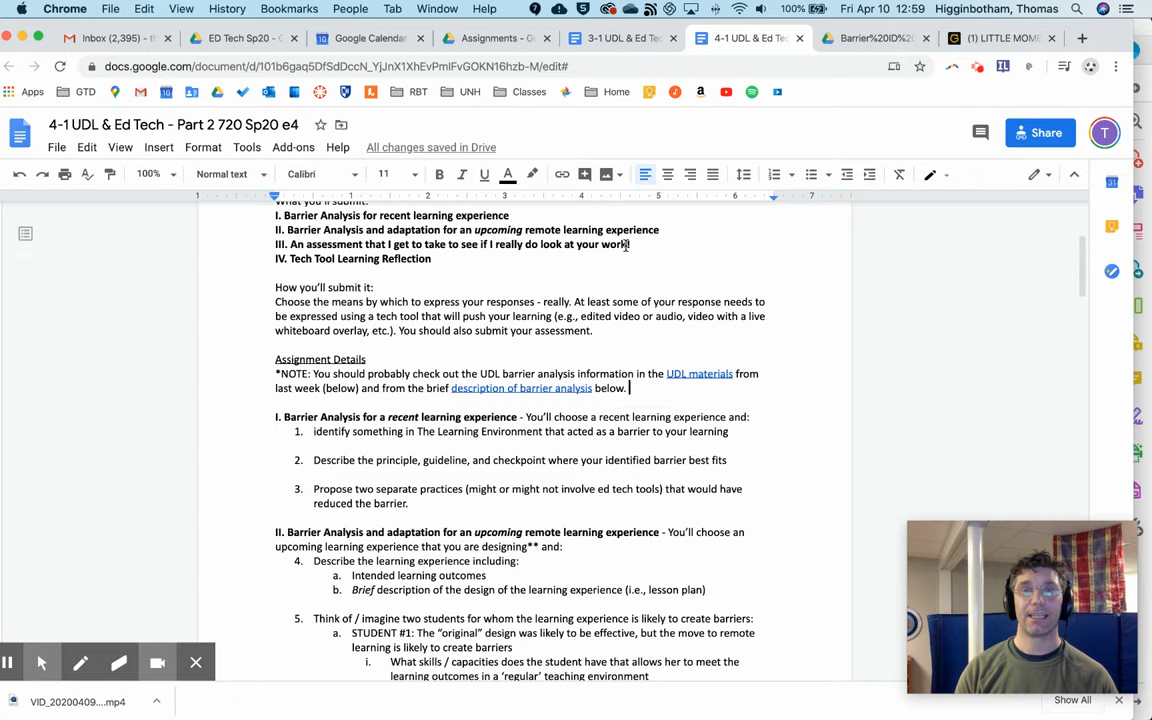 Chrome File Edit View History Bookmarks People Tab Window Help 100% Fri Apr 10 12:59 Higginbotham, Thomas
Inbox (2,395) - t ED Tech Sp20 - G Google Calendar Assignments - G 3-1 UDL & Ed Tec 4-1 UDL & Ed Tec Barrier%20ID% (1) LITTLE MOME
docs.google.com/document/d/101b6gaq5DfSdDccN_YjJnX1XhEvPmIFvGOKN16hzb-M/edit#
Apps GTD RBT UNH Classes Home
4-1 UDL & Ed Tech - Part 2 720 Sp20 e4
Share
T
File Edit View Insert Format Tools Add-ons Help All changes saved in Drive
100% Normal text Calibri 11 B I U A
1 1 2 3 4 5 6 7
What you'll submit:
I. Barrier Analysis for recent learning experience
II. Barrier Analysis and adaptation for an upcoming remote learning experience
III. An assessment that I get to take to see if I really do look at your work!
IV. Tech Tool Learning Reflection
How you'll submit it:
Choose the means by which to express your responses - really. At least some of your response needs to
be expressed using a tech tool that will push your learning (e.g., edited video or audio, video with a live
whiteboard overlay, etc.). You should also submit your assessment.
Assignment Details
*NOTE: You should probably check out the UDL barrier analysis information in the UDL materials from
last week (below) and from the brief description of barrier analysis below.
I. Barrier Analysis for a recent learning experience - You'll choose a recent learning experience and:
1. identify something in The Learning Environment that acted as a barrier to your learning
2. Describe the principle, guideline, and checkpoint where your identified barrier best fits
3. Propose two separate practices (might or might not involve ed tech tools) that would have
reduced the barrier.
II. Barrier Analysis and adaptation for an upcoming remote learning experience - You'll choose an
upcoming learning experience that you are designing** and:
4. Describe the learning experience including:
a. Intended learning outcomes
b. Brief description of the design of the learning experience (i.e., lesson plan)
5. Think of / imagine two students for whom the learning experience is likely to create barriers:
a. STUDENT #1: The "original" design was likely to be effective, but the move to remote
learning is likely to create barriers
i. What skills / capacities does the student have that allows her to meet the
learning outcomes in a 'regular' teaching environment
VID_20200409....mp4
Show All